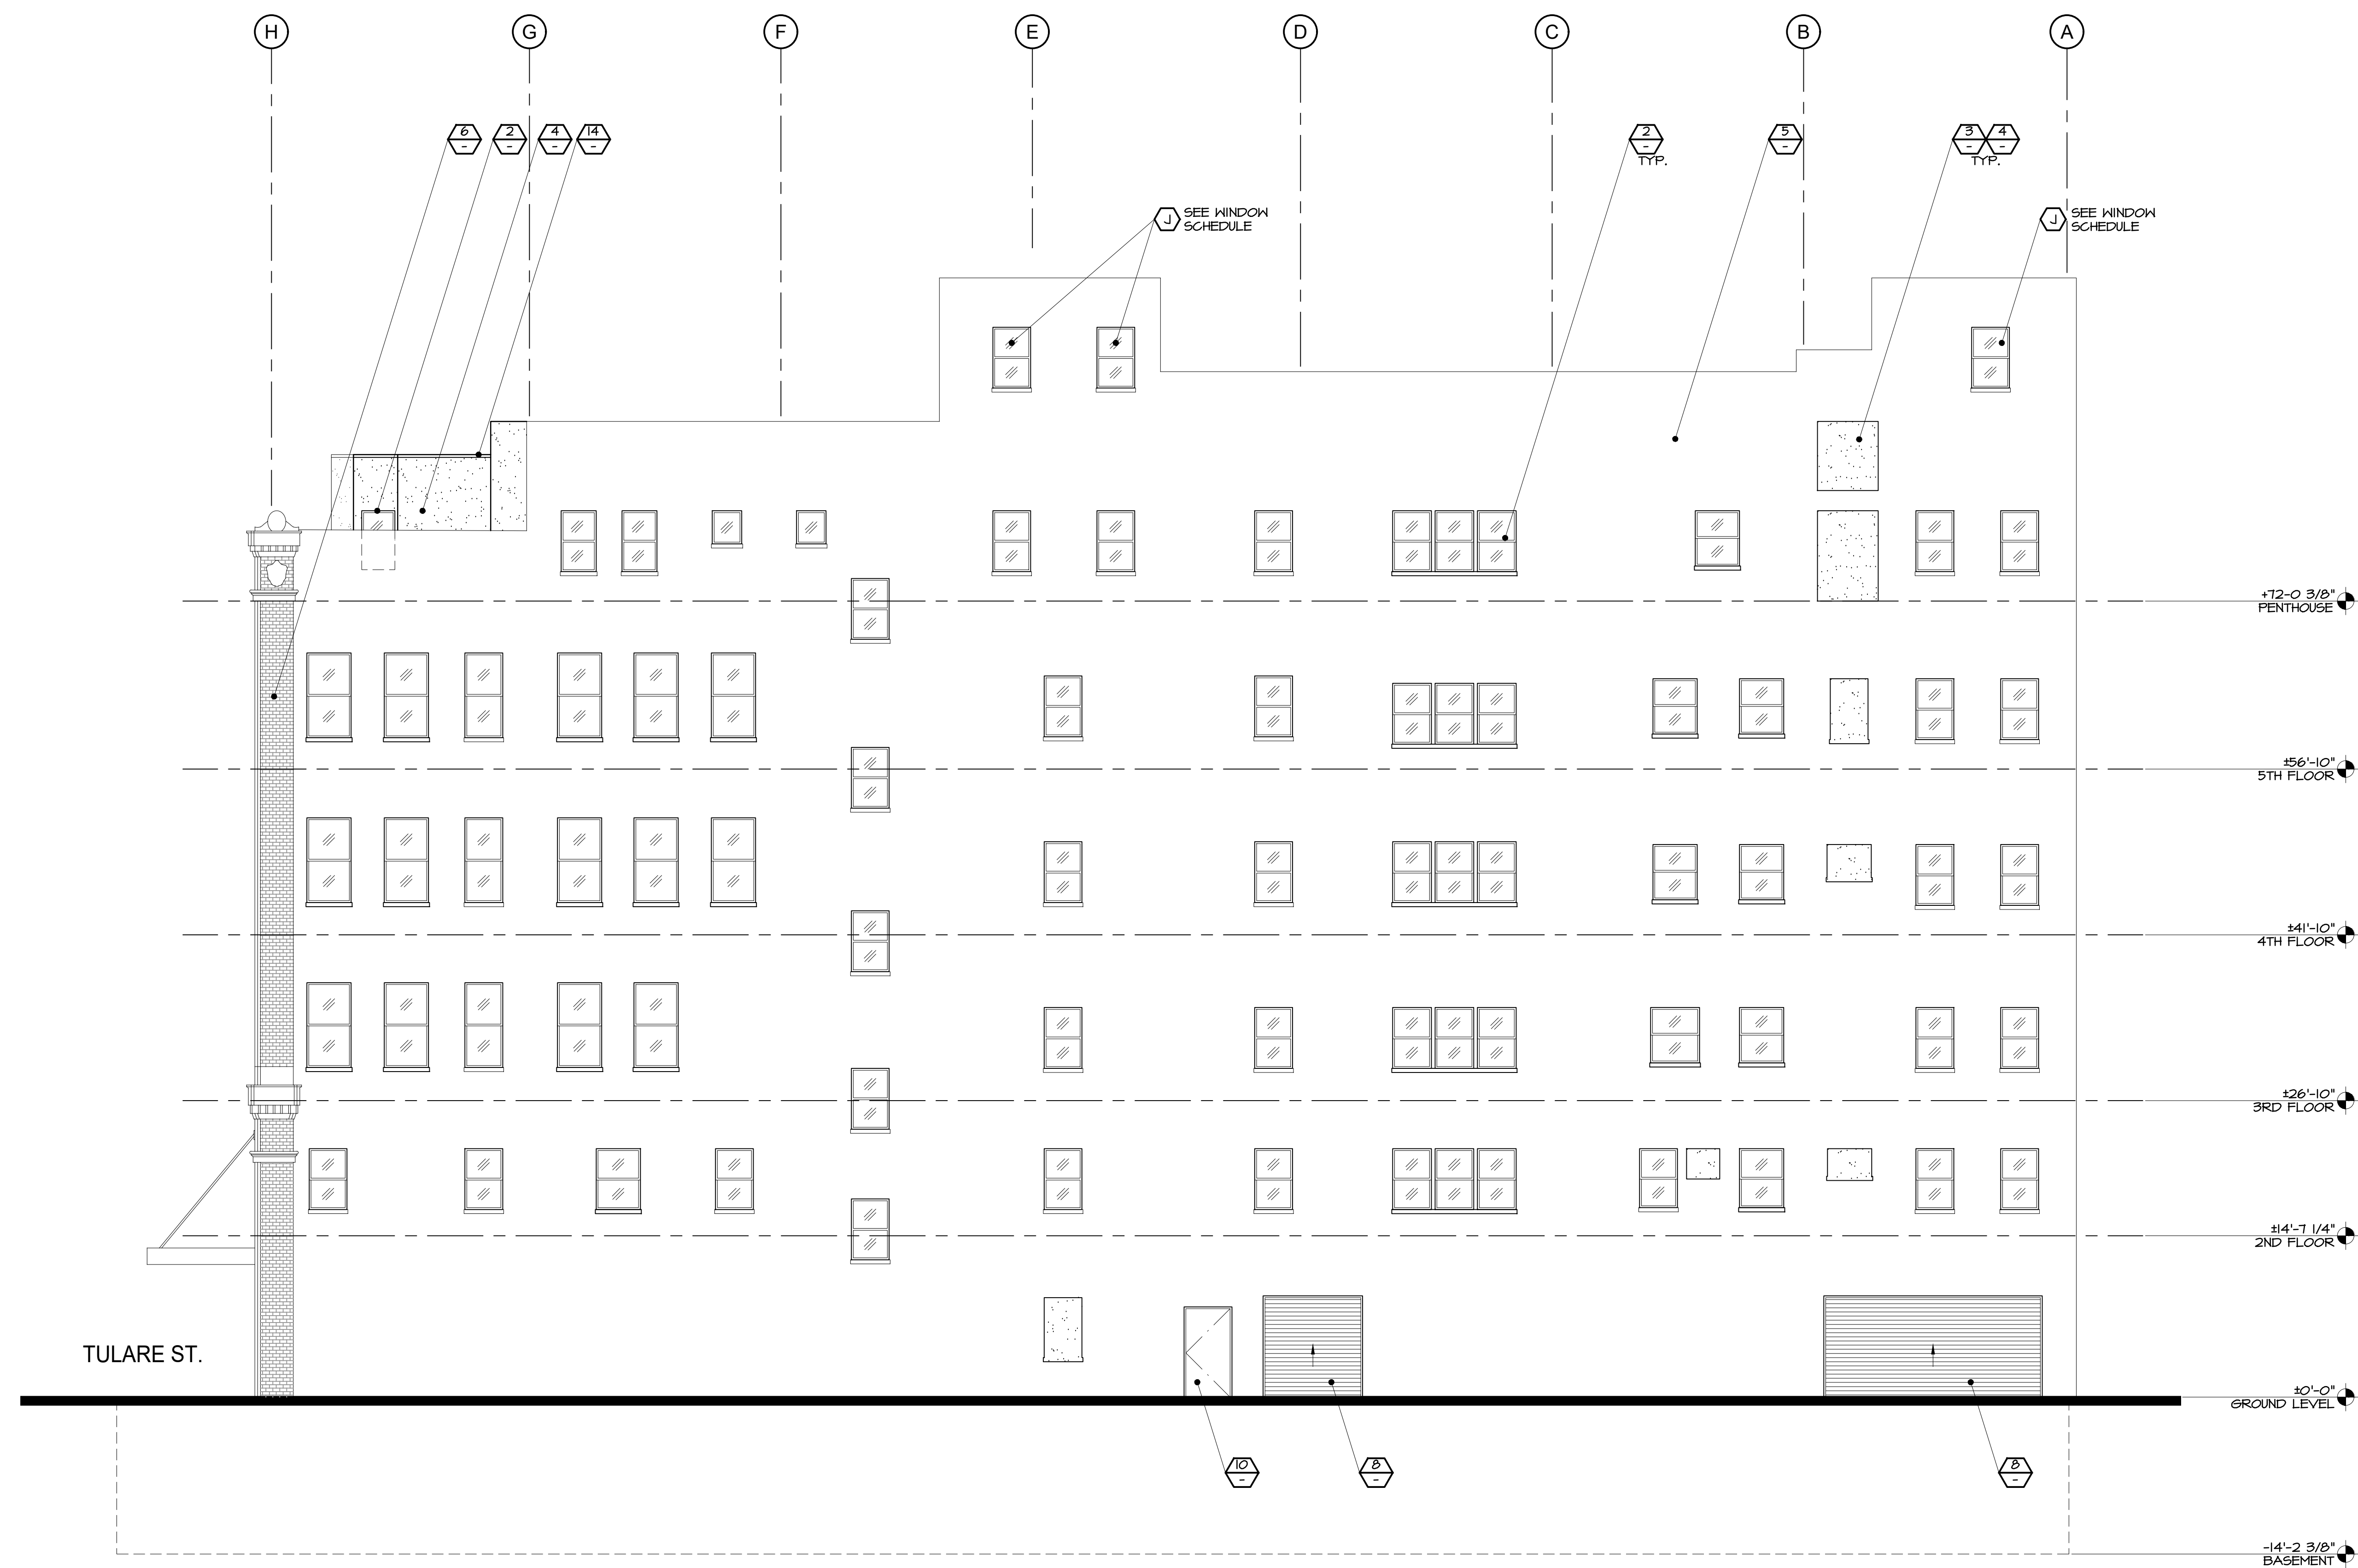 H G F E D C B A
6 2 4 14 2 5 3 4
- - - - - - - -
TYP. TYP.
J SEE WINDOW
SCHEDULE
J SEE WINDOW
SCHEDULE
+72-0 3/8"
PENTHOUSE
±56'-10"
5TH FLOOR
±41'-10"
4TH FLOOR
±26'-10"
3RD FLOOR
±14'-7 1/4"
2ND FLOOR
TULARE ST.
±0'-0"
GROUND LEVEL
10 8 8
- - -
-14'-2 3/8"
BASEMENT